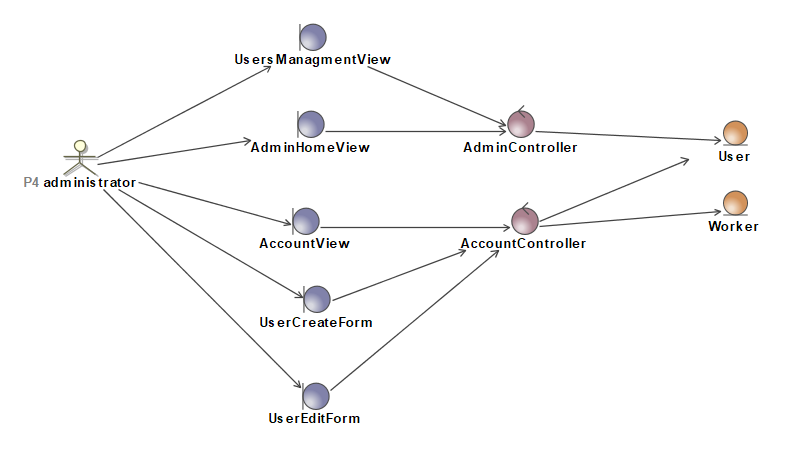 UsersManagmentView
AdminHomeView
AdminController
User
P4 administrator
AccountView
AccountController
Worker
UserCreateForm
UserEditForm